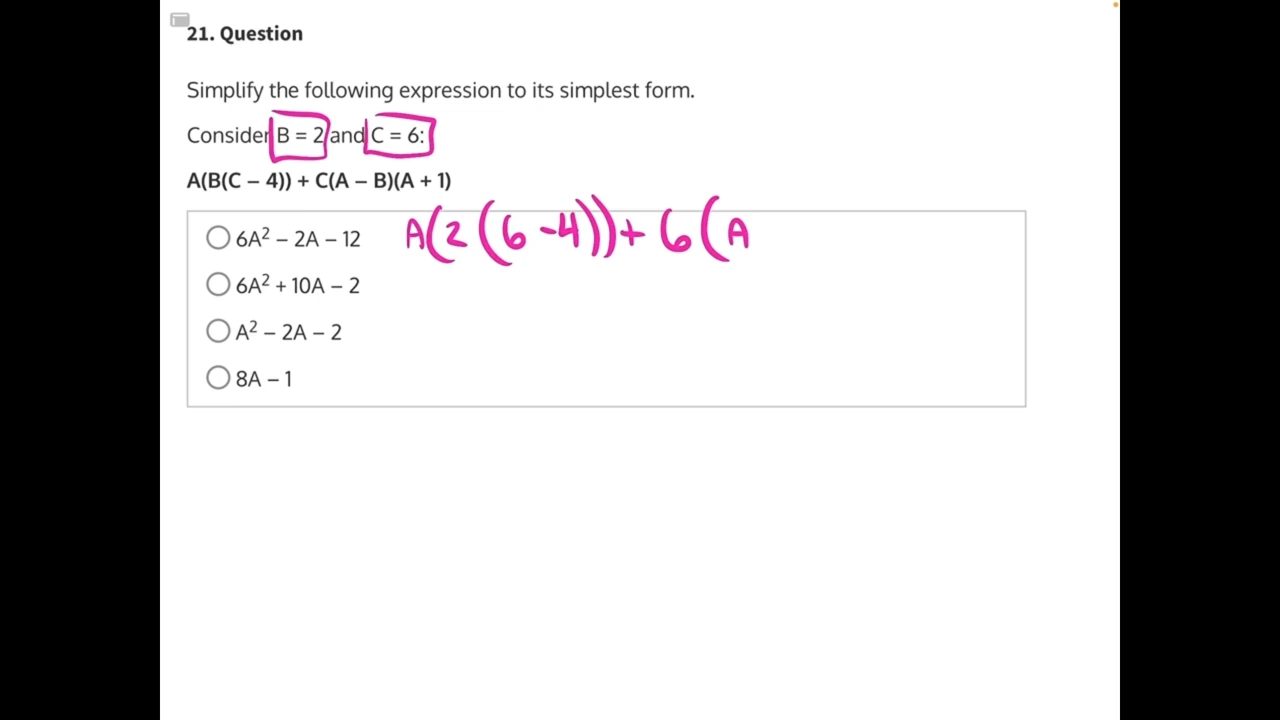 21. Question
Simplify the following expression to its simplest form.
Consider B = 2 and C = 6:
A(B(C – 4)) + C(A – B)(A + 1)
A(2(6-4))+ 6(A
6A² – 2A – 12
6A² + 10A – 2
A² – 2A – 2
8A – 1